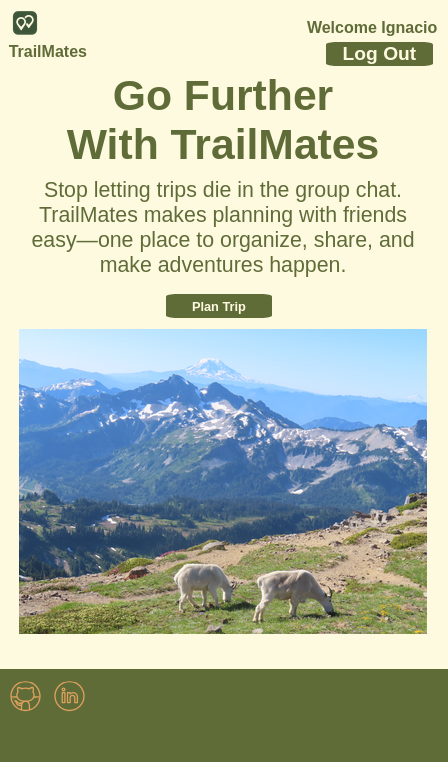 TrailMates
Welcome Ignacio
Log Out
Go Further
With TrailMates
Stop letting trips die in the group chat.
TrailMates makes planning with friends
easy—one place to organize, share, and
make adventures happen.
Plan Trip
in